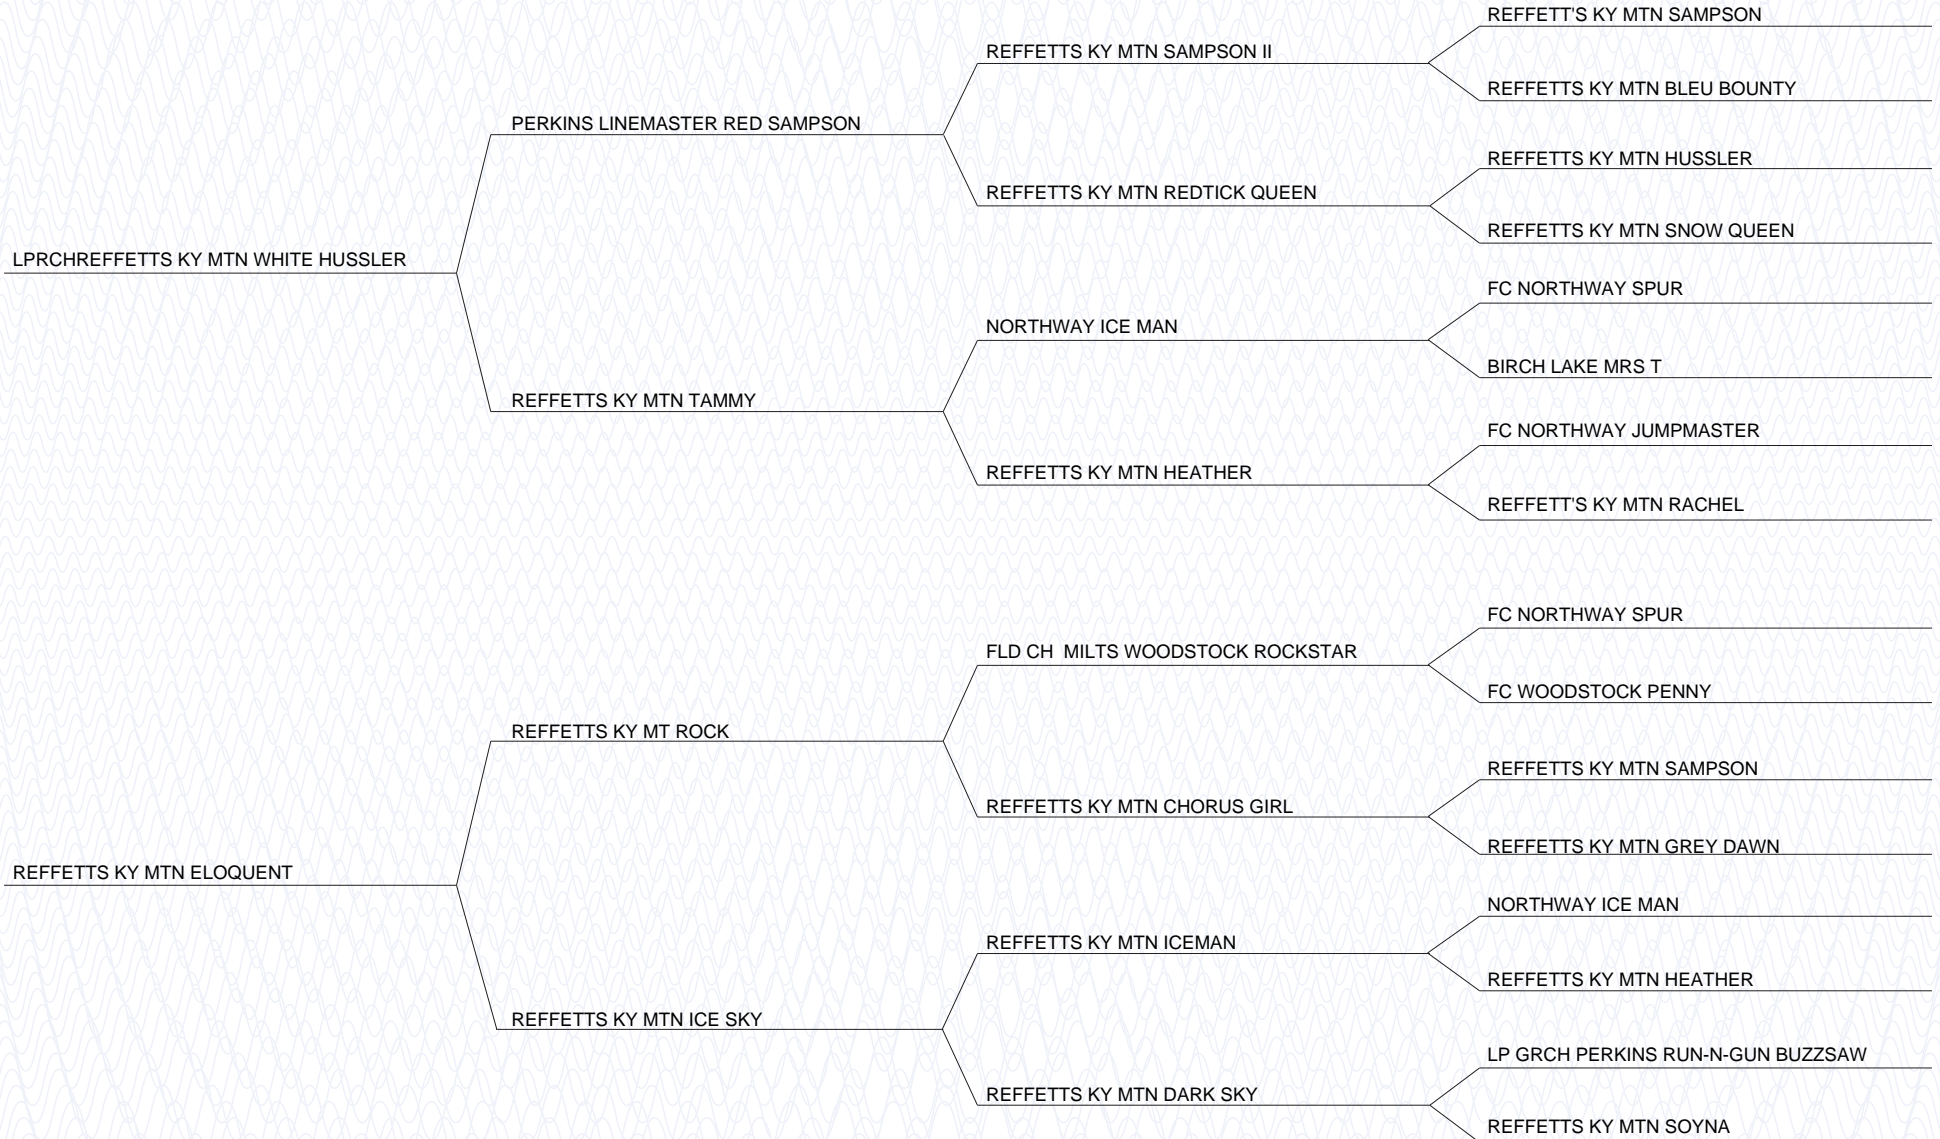 REFFETT'S KY MTN SAMPSON
REFFETTS KY MTN SAMPSON II
REFFETTS KY MTN BLEU BOUNTY
PERKINS LINEMASTER RED SAMPSON
REFFETTS KY MTN HUSSLER
REFFETTS KY MTN REDTICK QUEEN
REFFETTS KY MTN SNOW QUEEN
LPRCHREFFETTS KY MTN WHITE HUSSLER
FC NORTHWAY SPUR
NORTHWAY ICE MAN
BIRCH LAKE MRS T
REFFETTS KY MTN TAMMY
FC NORTHWAY JUMPMASTER
REFFETTS KY MTN HEATHER
REFFETT'S KY MTN RACHEL
FC NORTHWAY SPUR
FLD CH  MILTS WOODSTOCK ROCKSTAR
FC WOODSTOCK PENNY
REFFETTS KY MT ROCK
REFFETTS KY MTN SAMPSON
REFFETTS KY MTN CHORUS GIRL
REFFETTS KY MTN GREY DAWN
REFFETTS KY MTN ELOQUENT
NORTHWAY ICE MAN
REFFETTS KY MTN ICEMAN
REFFETTS KY MTN HEATHER
REFFETTS KY MTN ICE SKY
LP GRCH PERKINS RUN-N-GUN BUZZSAW
REFFETTS KY MTN DARK SKY
REFFETTS KY MTN SOYNA